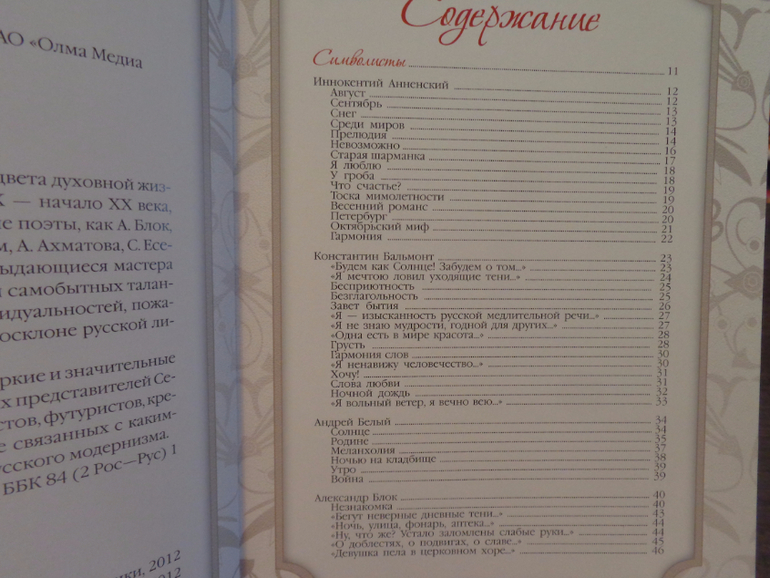 АО «Олма Медиа
цвета духовной жиз-
X — начало XX века,
ие поэты, как А. Блок,
м, А. Ахматова, С. Есе-
ыдающиеся мастера
и самобытных талан-
видуальностей, пожа-
осклоне русской ли-
ркие и значительные
х представителей Се-
стов, футуристов, кре-
е связанных с каким-
усского модернизма.
ББК 84 (2 Рос—Рус) 1
2012
2012
Содержание
Символисты 11
Иннокентий Анненский 12
Август 12
Сентябрь 13
Снег 13
Среди миров 14
Прелюдия 14
Невозможно 16
Старая шарманка 17
Я люблю 18
У гроба 18
Что счастье? 19
Тоска мимолетности 19
Весенний романс 20
Петербург 20
Октябрьский миф 21
Гармония 22
Константин Бальмонт 23
«Будем как Солнце! Забудем о том...» 23
«Я мечтою ловил уходящие тени...» 24
Бесприютность 25
Безглагольность 25
Завет бытия 26
«Я — изысканность русской медлительной речи...» 27
«Я не знаю мудрости, годной для других...» 27
«Одна есть в мире красота...» 28
Грусть 28
Гармония слов 30
«Я ненавижу человечество...» 30
Хочу! 31
Слова любви 31
Ночной дождь 32
«Я вольный ветер, я вечно вею...» 33
Андрей Белый 34
Солнце 34
Родине 35
Меланхолия 37
Ночью на кладбище 38
Утро 39
Война 39
Александр Блок 40
Незнакомка 40
«Бегут неверные дневные тени...» 43
«Ночь, улица, фонарь, аптека...» 44
«Ну, что же? Устало заломлены слабые руки...» 44
«О доблестях, о подвигах, о славе...» 45
«Девушка пела в церковном хоре...» 46